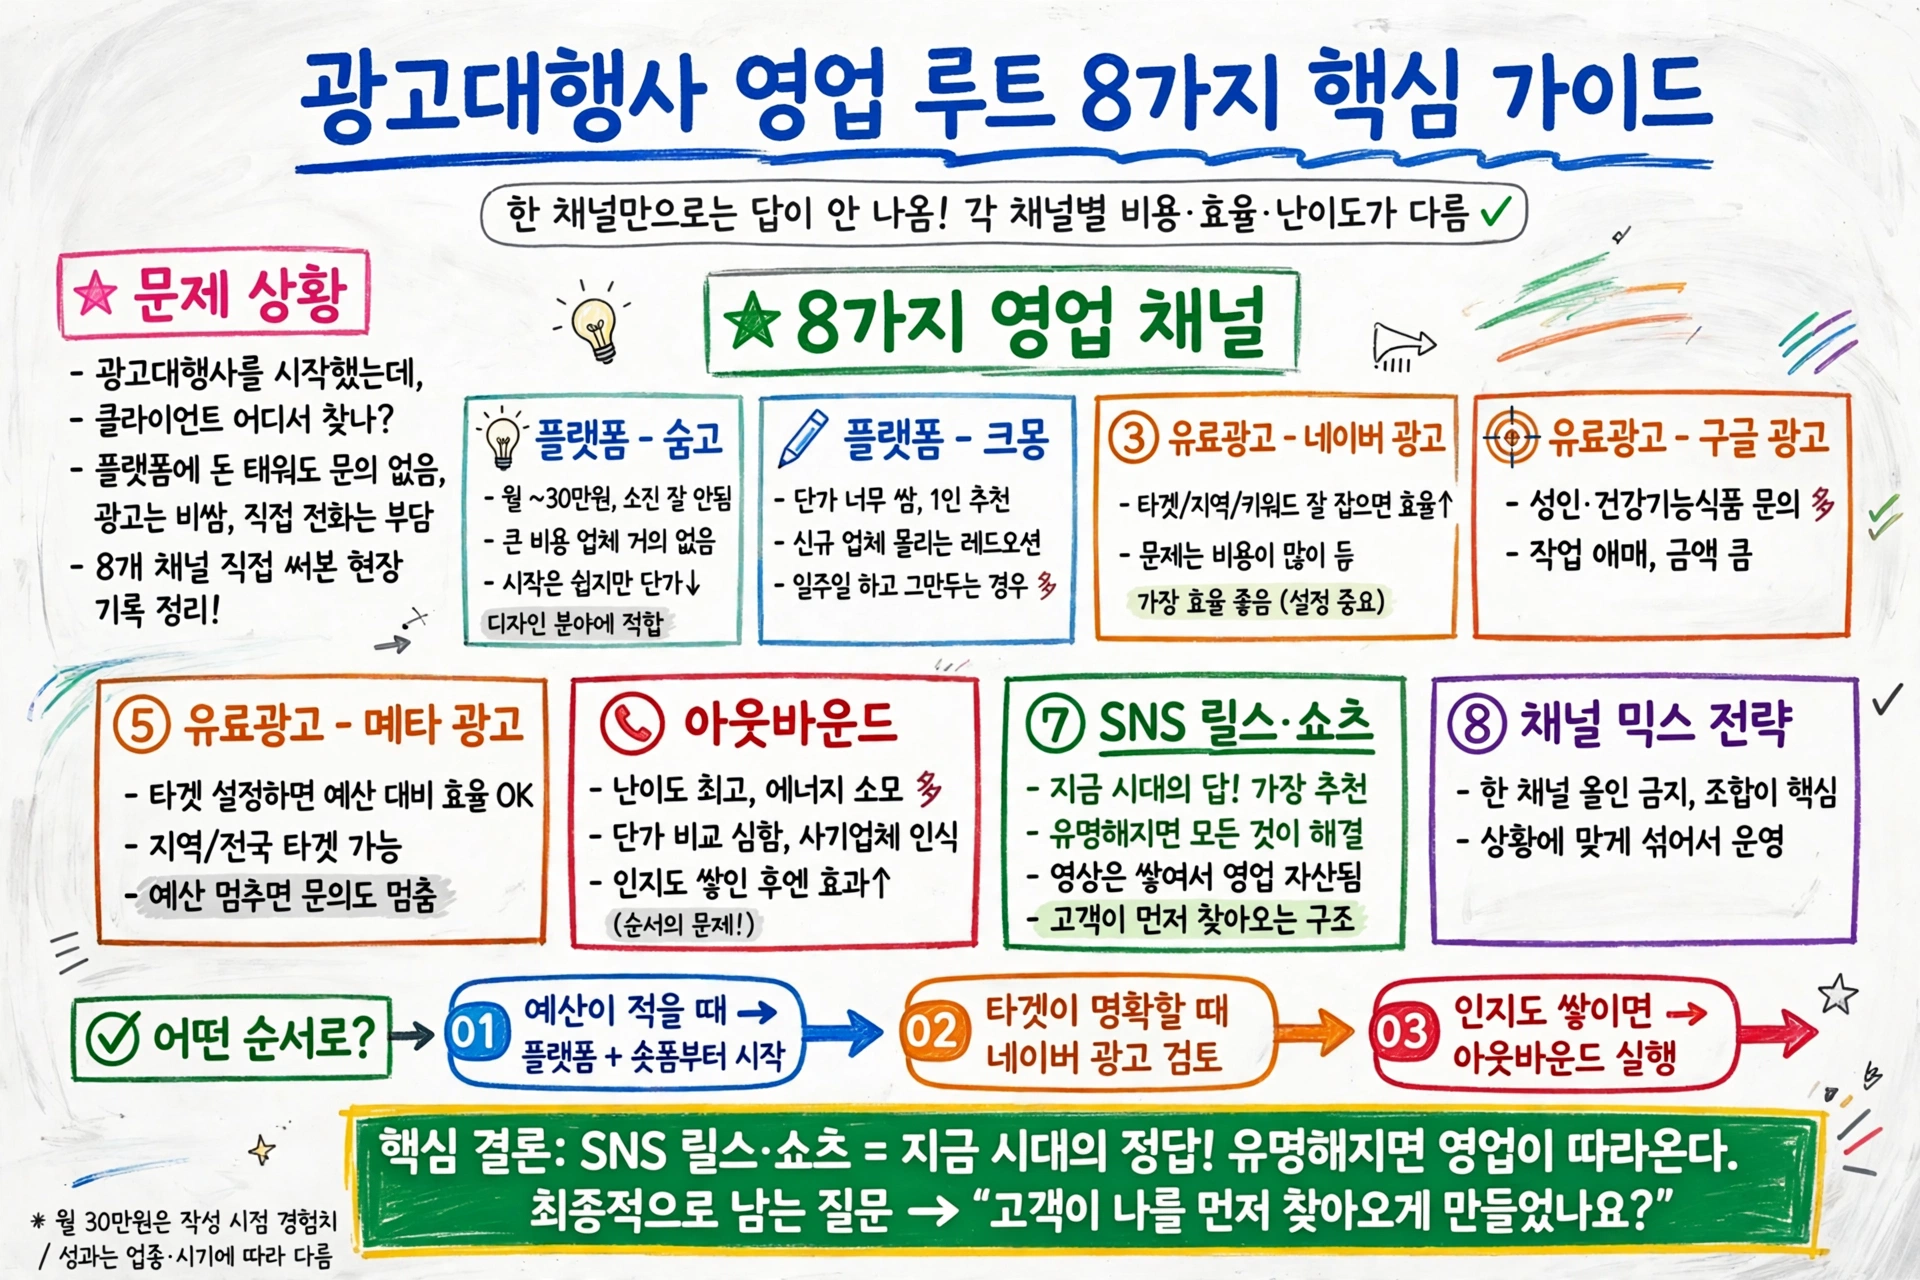 광고대행사 영업 루트 8가지 핵심 가이드
한 채널만으로는 답이 안 나옴! 각 채널별 비용·효율·난이도가 다름 ✓
★ 문제 상황
- 광고대행사를 시작했는데,
- 클라이언트 어디서 찾나?
- 플랫폼에 돈 태워도 문의 없음,
광고는 비쌈, 직접 전화는 부담
- 8개 채널 직접 써본 현장
기록 정리!
★ 8가지 영업 채널
플랫폼 - 숨고
- 월 ~30만원, 소진 잘 안됨
- 큰 비용 업체 거의 없음
- 시작은 쉽지만 단가↓
디자인 분야에 적합
플랫폼 - 크몽
- 단가 너무 쌈, 1인 추천
- 신규 업체 몰리는 레드오션
- 일주일 하고 그만두는 경우 多
③ 유료광고 - 네이버 광고
- 타겟/지역/키워드 잘 잡으면 효율↑
- 문제는 비용이 많이 듬
가장 효율 좋음 (설정 중요)
유료광고 - 구글 광고
- 성인·건강기능식품 문의 多
- 작업 애매, 금액 큼
⑤ 유료광고 - 메타 광고
- 타겟 설정하면 예산 대비 효율 OK
- 지역/전국 타겟 가능
- 예산 멈추면 문의도 멈춤
아웃바운드
- 난이도 최고, 에너지 소모 多
- 단가 비교 심함, 사기업체 인식
- 인지도 쌓인 후엔 효과↑
(순서의 문제!)
⑦ SNS 릴스·쇼츠
- 지금 시대의 답! 가장 추천
- 유명해지면 모든 것이 해결
- 영상은 쌓여서 영업 자산됨
- 고객이 먼저 찾아오는 구조
⑧ 채널 믹스 전략
- 한 채널 올인 금지, 조합이 핵심
- 상황에 맞게 섞어서 운영
어떤 순서로?
01 예산이 적을 때 →
플랫폼 + 숏폼부터 시작
02 타겟이 명확할 때
네이버 광고 검토
03 인지도 쌓이면 →
아웃바운드 실행
핵심 결론: SNS 릴스·쇼츠 = 지금 시대의 정답! 유명해지면 영업이 따라온다.
최종적으로 남는 질문 → “고객이 나를 먼저 찾아오게 만들었나요?”
* 월 30만원은 작성 시점 경험치
/ 성과는 업종·시기에 따라 다름